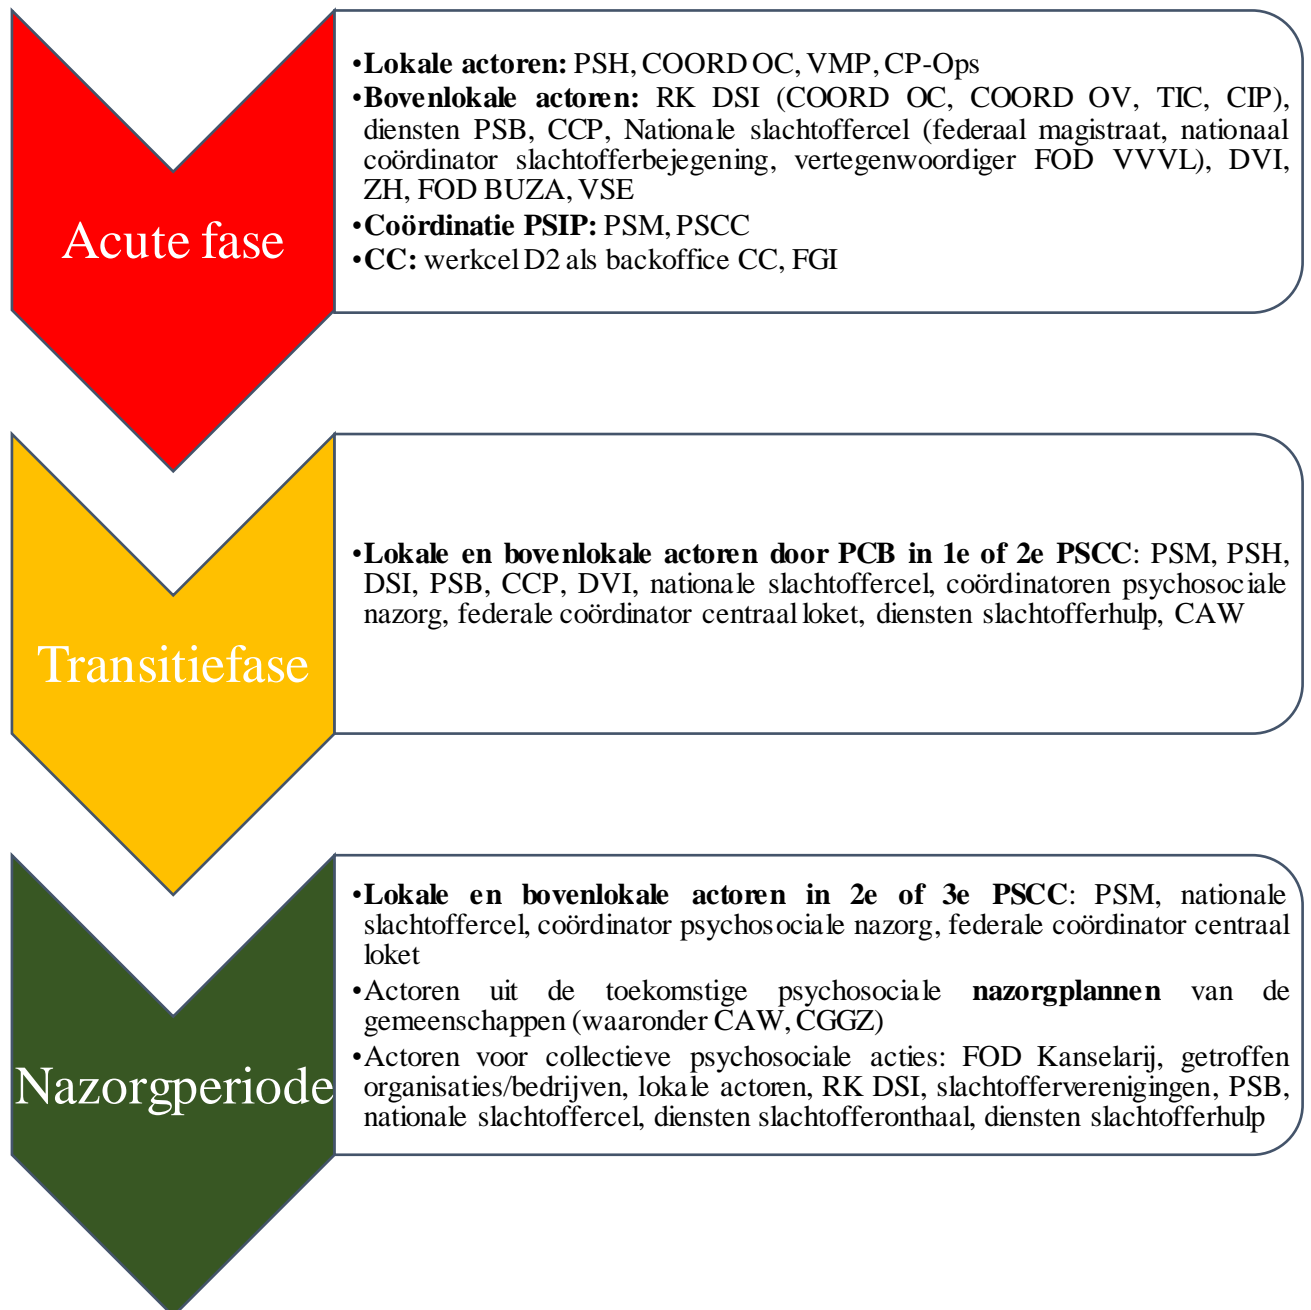 Acute fase
•Lokale actoren: PSH, COORD OC, VMP, CP-Ops
•Bovenlokale actoren: RK DSI (COORD OC, COORD OV, TIC, CIP),
diensten PSB, CCP, Nationale slachtoffercel (federaal magistraat, nationaal
coördinator slachtofferbejegening, vertegenwoordiger FOD VVVL), DVI,
ZH, FOD BUZA, VSE
•Coördinatie PSIP: PSM, PSCC
•CC: werkcel D2 als backoffice CC, FGI
Transitiefase
•Lokale en bovenlokale actoren door PCB in 1e of 2e PSCC: PSM, PSH,
DSI, PSB, CCP, DVI, nationale slachtoffercel, coördinatoren psychosociale
nazorg, federale coördinator centraal loket, diensten slachtofferhulp, CAW
Nazorgperiode
•Lokale en bovenlokale actoren in 2e of 3e PSCC: PSM, nationale
slachtoffercel, coördinator psychosociale nazorg, federale coördinator centraal
loket
•Actoren uit de toekomstige psychosociale nazorgplannen van de
gemeenschappen (waaronder CAW, CGGZ)
•Actoren voor collectieve psychosociale acties: FOD Kanselarij, getroffen
organisaties/bedrijven, lokale actoren, RK DSI, slachtofferverenigingen, PSB,
nationale slachtoffercel, diensten slachtofferonthaal, diensten slachtofferhulp